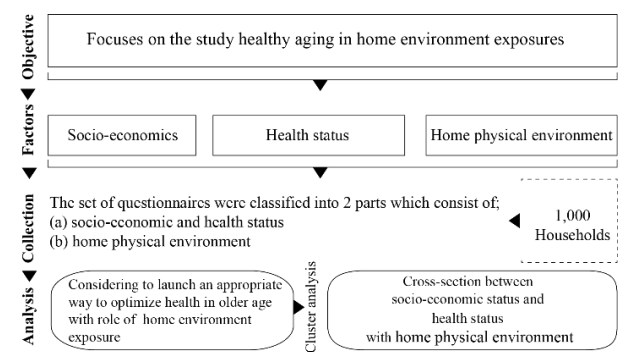 Objective
Focuses on the study healthy aging in home environment exposures
Factors
Socio-economics
Health status
Home physical environment
Collection
The set of questionnaires were classified into 2 parts which consist of;
(a) socio-economic and health status
(b) home physical environment
1,000
Households
Analysis
Considering to launch an appropriate
way to optimize health in older age
with role of home environment
exposure
Cluster analysis
Cross-section between
socio-economic status and
health status
with home physical environment